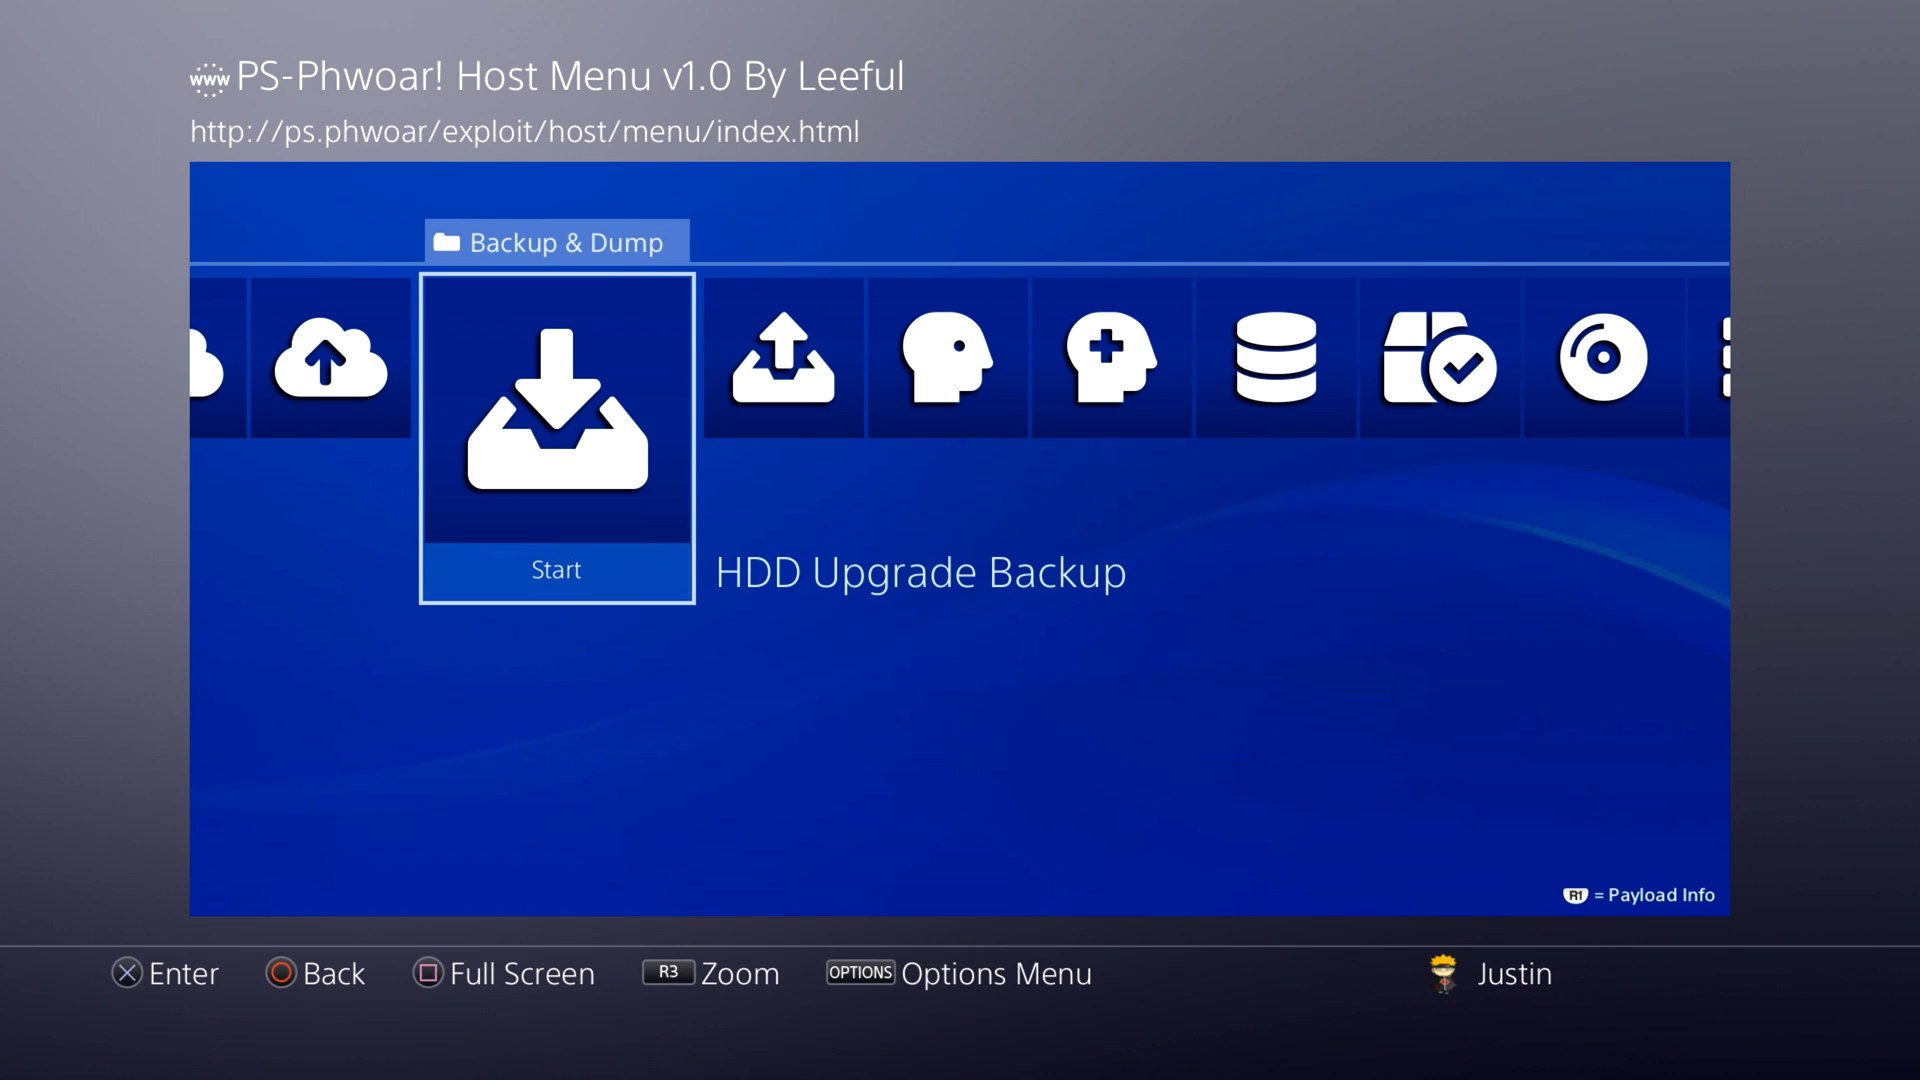 www PS-Phwoar! Host Menu v1.0 By Leeful
http://ps.phwoar/exploit/host/menu/index.html
Backup & Dump
Start
HDD Upgrade Backup
R1 = Payload Info
Enter Back Full Screen R3 Zoom OPTIONS Options Menu Justin